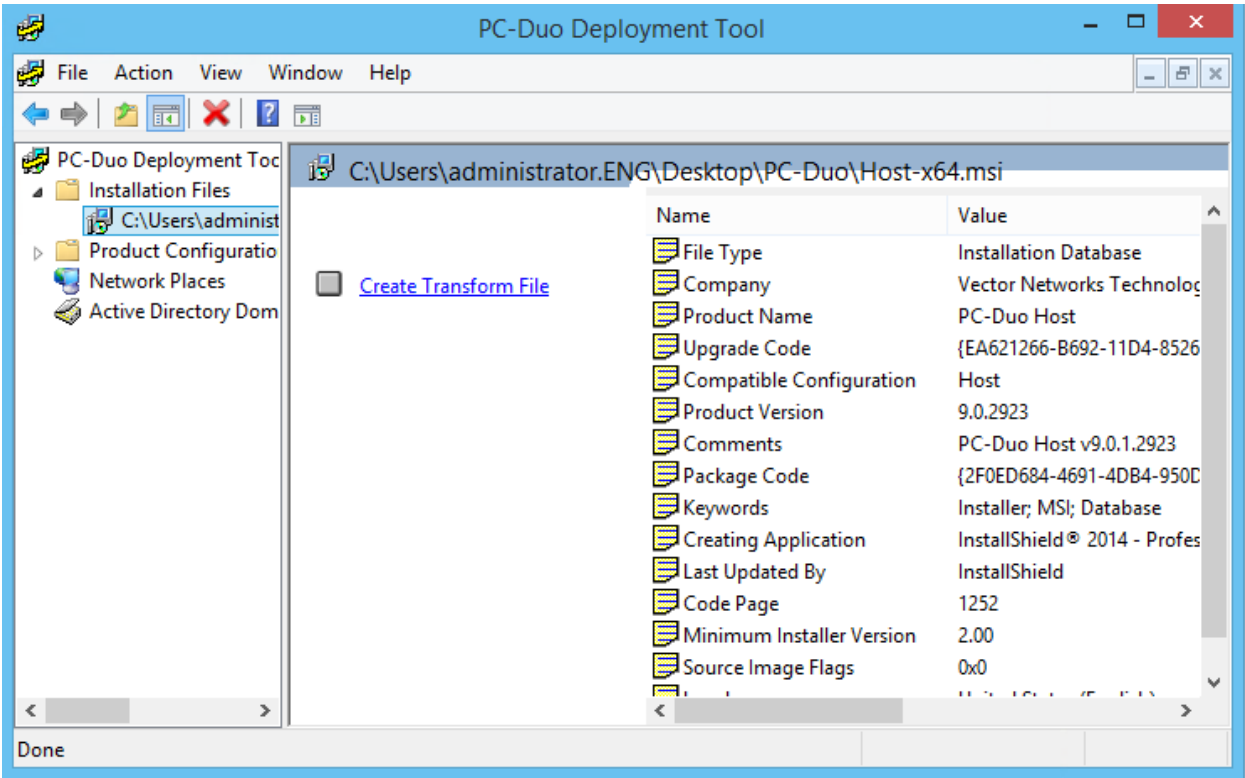 PC-Duo Deployment Tool
File Action View Window Help
PC-Duo Deployment Toc
Installation Files
C:\Users\administ
Product Configuratio
Network Places
Active Directory Dom
C:\Users\administrator.ENG\Desktop\PC-Duo\Host-x64.msi
Create Transform File
Name Value
File Type Installation Database
Company Vector Networks Technolog
Product Name PC-Duo Host
Upgrade Code {EA621266-B692-11D4-8526
Compatible Configuration Host
Product Version 9.0.2923
Comments PC-Duo Host v9.0.1.2923
Package Code {2F0ED684-4691-4DB4-950D
Keywords Installer; MSI; Database
Creating Application InstallShield® 2014 - Profes
Last Updated By InstallShield
Code Page 1252
Minimum Installer Version 2.00
Source Image Flags 0x0
Done